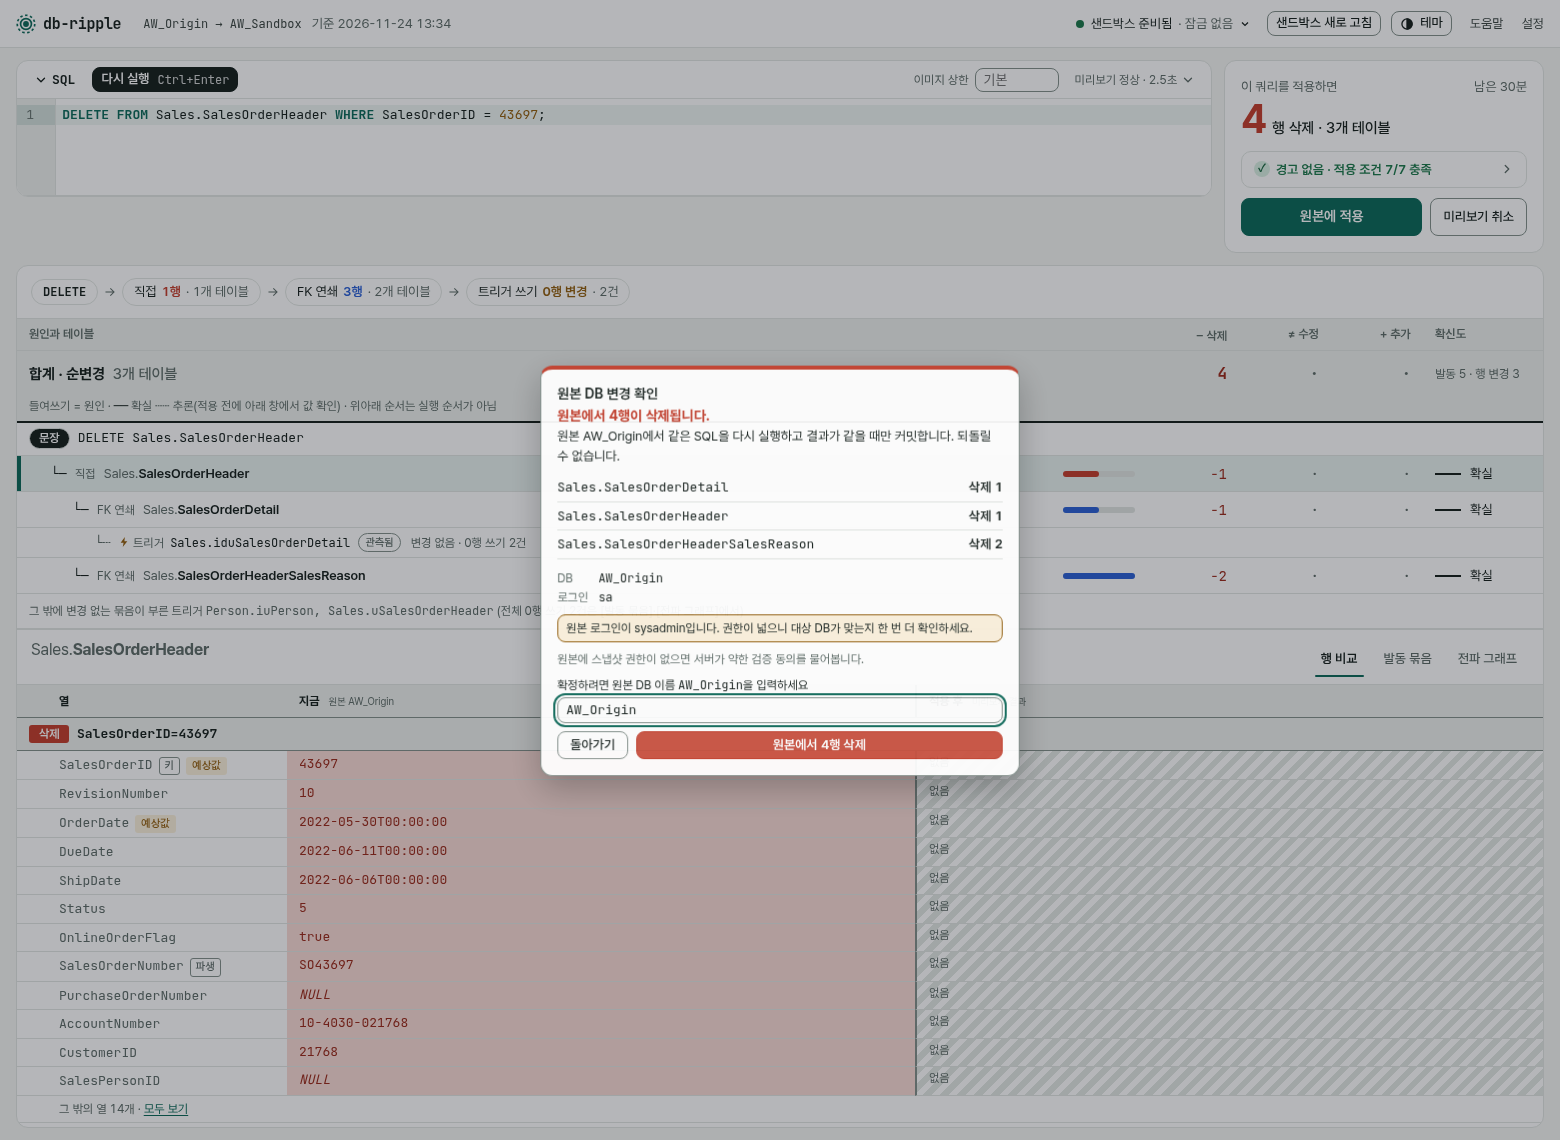 db-ripple AW_Origin → AW_Sandbox 기준 2026-11-24 13:34 샌드박스 준비됨 · 잠금 없음 샌드박스 새로 고침 테마 도움말 설정
SQL 다시 실행 Ctrl+Enter 이미지 상한 기본 미리보기 정상 · 2.5초
1 DELETE FROM Sales.SalesOrderHeader WHERE SalesOrderID = 43697;
이 쿼리를 적용하면 남은 30분
4 행 삭제 · 3개 테이블
경고 없음 · 적용 조건 7/7 충족
원본에 적용 미리보기 취소
DELETE → 직접 1행 · 1개 테이블 → FK 연쇄 3행 · 2개 테이블 → 트리거 쓰기 0행 변경 · 2건
원인과 테이블 − 삭제 ≠ 수정 + 추가 확신도
합계 · 순변경 3개 테이블 4 · · 발동 5 · 행 변경 3
들여쓰기 = 원인 · — 확실 ┈ 추론(적용 전에 아래 창에서 값 확인) · 위아래 순서는 실행 순서가 아님
문장 DELETE Sales.SalesOrderHeader
직접 Sales.SalesOrderHeader -1 · · 확실
FK 연쇄 Sales.SalesOrderDetail -1 · · 확실
트리거 Sales.iduSalesOrderDetail 관측됨 변경 없음 · 0행 쓰기 2건
FK 연쇄 Sales.SalesOrderHeaderSalesReason -2 · · 확실
그 밖에 변경 없는 묶음이 부른 트리거 Person.iuPerson, Sales.uSalesOrderHeader (전체 0행
Sales.SalesOrderHeader 행 비교 발동 묶음 전파 그래프
열 지금 원본 AW_Origin
삭제 SalesOrderID=43697
SalesOrderID 키 예상값 43697
RevisionNumber 10 없음
OrderDate 예상값 2022-05-30T00:00:00 없음
DueDate 2022-06-11T00:00:00 없음
ShipDate 2022-06-06T00:00:00 없음
Status 5 없음
OnlineOrderFlag true 없음
SalesOrderNumber 파생 SO43697 없음
PurchaseOrderNumber NULL 없음
AccountNumber 10-4030-021768 없음
CustomerID 21768 없음
SalesPersonID NULL 없음
그 밖의 열 14개 · 모두 보기
원본 DB 변경 확인
원본에서 4행이 삭제됩니다.
원본 AW_Origin에서 같은 SQL을 다시 실행하고 결과가 같을 때만 커밋합니다. 되돌릴
수 없습니다.
Sales.SalesOrderDetail 삭제 1
Sales.SalesOrderHeader 삭제 1
Sales.SalesOrderHeaderSalesReason 삭제 2
DB AW_Origin
로그인 sa
원본 로그인이 sysadmin입니다. 권한이 넓으니 대상 DB가 맞는지 한 번 더 확인하세요.
원본에 스냅샷 권한이 없으면 서버가 약한 검증 동의를 물어봅니다.
확정하려면 원본 DB 이름 AW_Origin을 입력하세요
AW_Origin
돌아가기 원본에서 4행 삭제